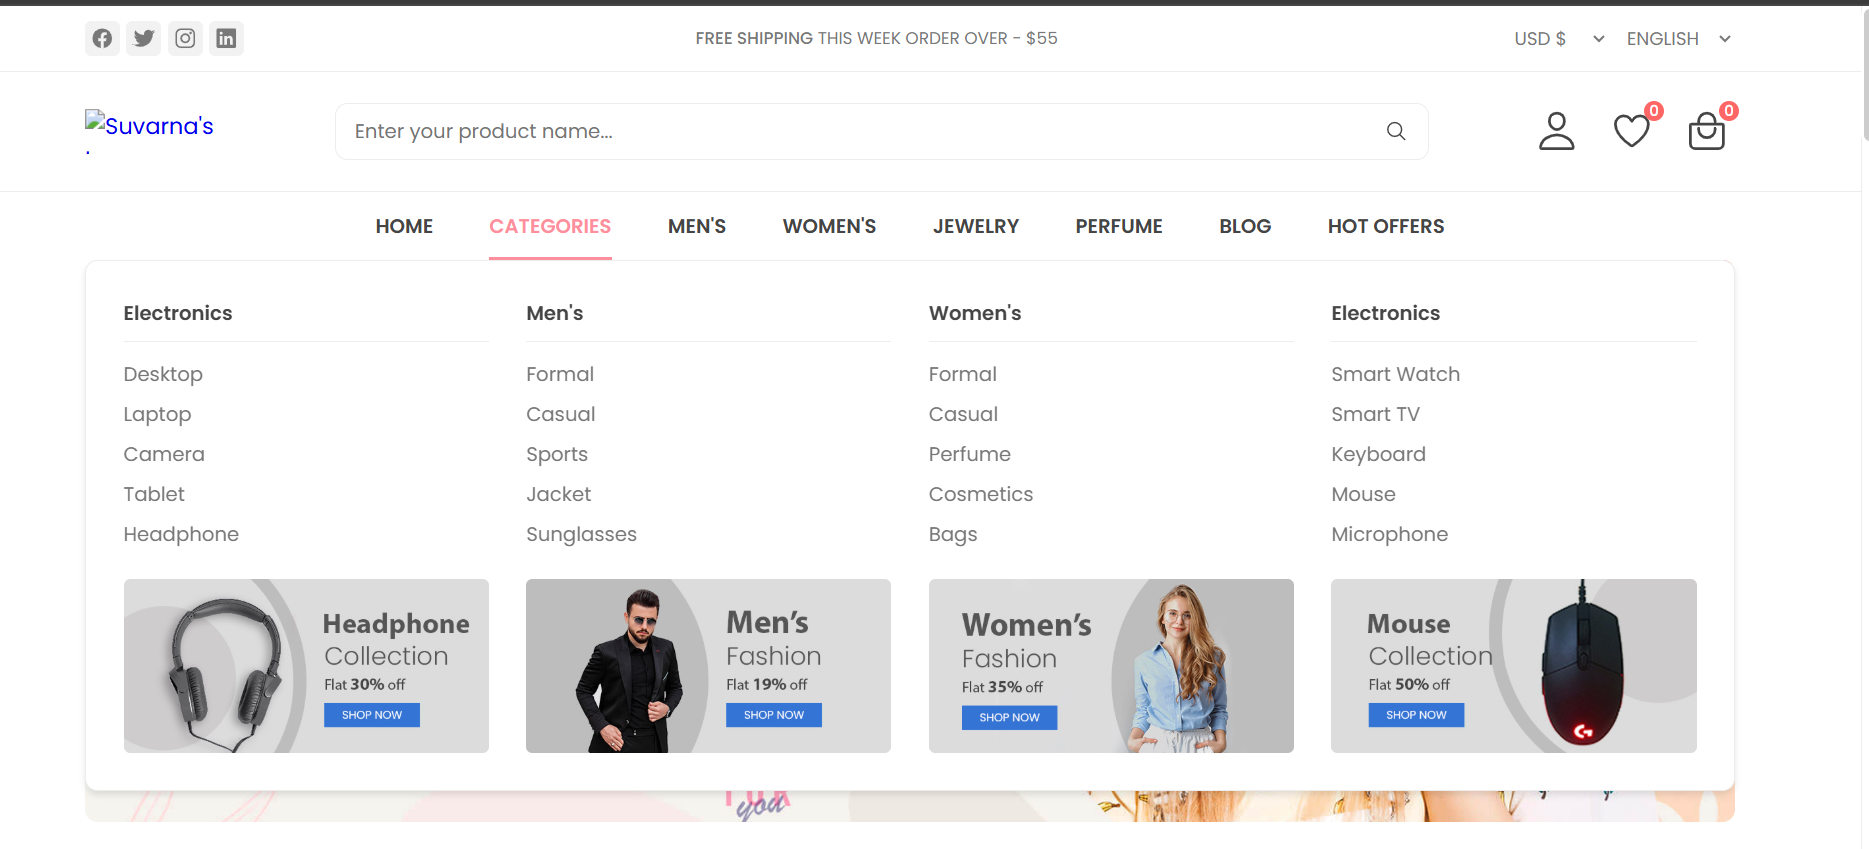 FREE SHIPPING THIS WEEK ORDER OVER - $55
USD $
ENGLISH
Suvarna's
.
Enter your product name...
0
0
HOME
CATEGORIES
MEN'S
WOMEN'S
JEWELRY
PERFUME
BLOG
HOT OFFERS
Electronics
Desktop
Laptop
Camera
Tablet
Headphone
Headphone
Collection
Flat 30% off
SHOP NOW
Men's
Formal
Casual
Sports
Jacket
Sunglasses
Men's
Fashion
Flat 19% off
SHOP NOW
Women's
Formal
Casual
Perfume
Cosmetics
Bags
Women's
Fashion
Flat 35% off
SHOP NOW
Electronics
Smart Watch
Smart TV
Keyboard
Mouse
Microphone
Mouse
Collection
Flat 50% off
SHOP NOW
you